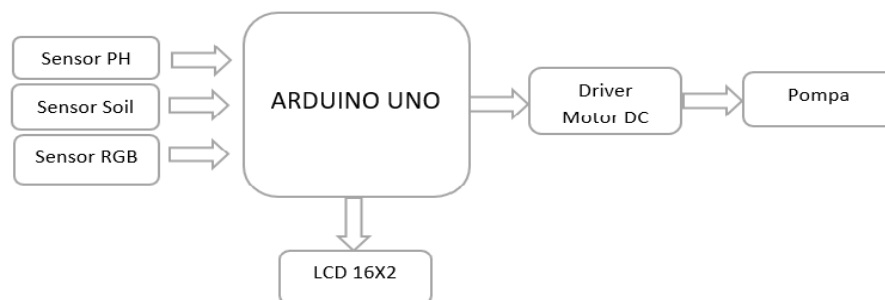 Sensor PH
Sensor Soil
Sensor RGB
ARDUINO UNO
Driver
Motor DC
Pompa
LCD 16X2